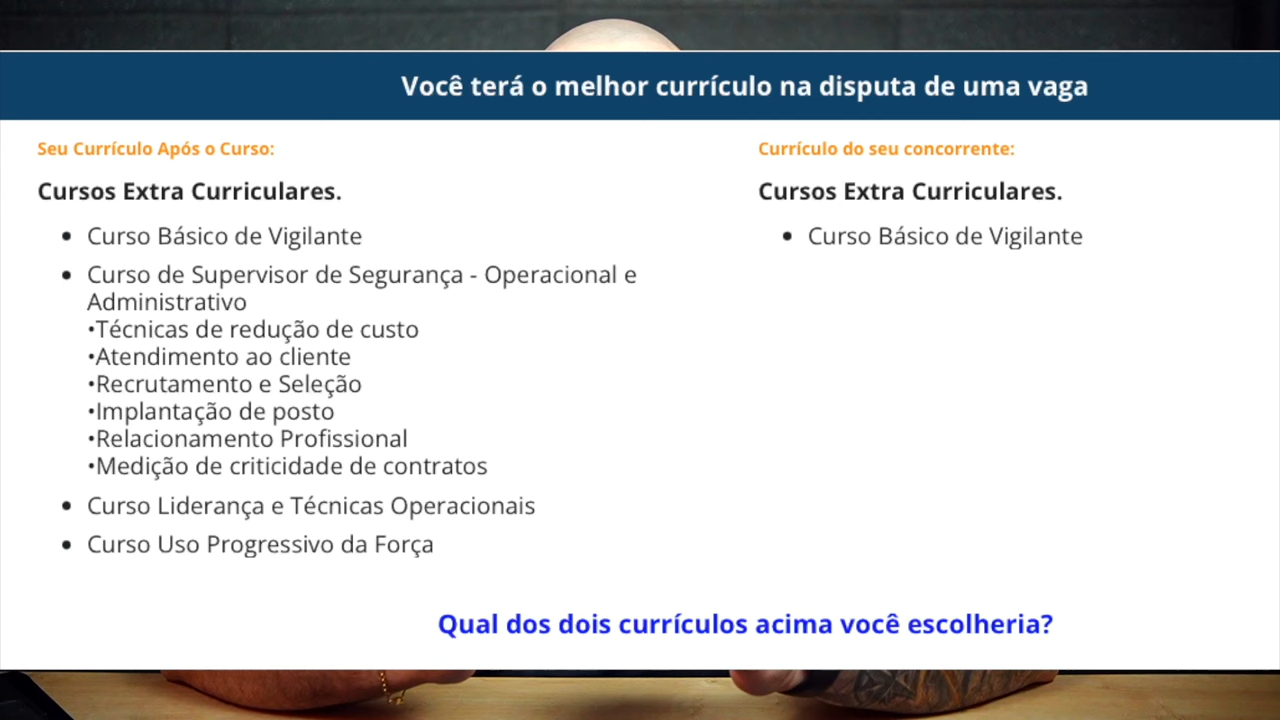 Você terá o melhor currículo na disputa de uma vaga
Seu Currículo Após o Curso:
Cursos Extra Curriculares.
• Curso Básico de Vigilante
• Curso de Supervisor de Segurança - Operacional e
Administrativo
•Técnicas de redução de custo
•Atendimento ao cliente
•Recrutamento e Seleção
•Implantação de posto
•Relacionamento Profissional
•Medição de criticidade de contratos
• Curso Liderança e Técnicas Operacionais
• Curso Uso Progressivo da Força
Currículo do seu concorrente:
Cursos Extra Curriculares.
• Curso Básico de Vigilante
Qual dos dois currículos acima você escolheria?